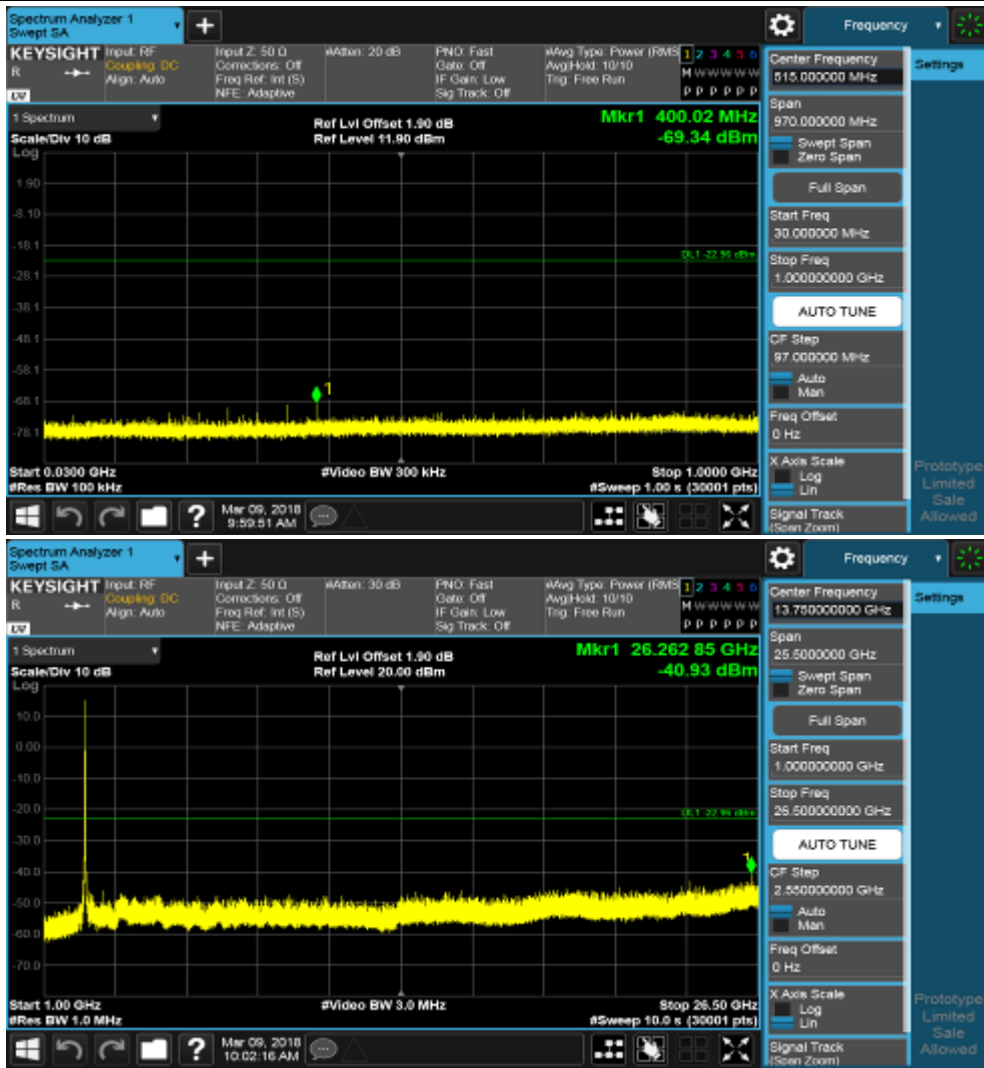 Spectrum Analyzer 1
Swept SA
+
Frequency
KEYSIGHT
R
Input: RF
Coupling: DC
Align: Auto
Input Z: 50 Ω
Corrections: Off
Freq Ref: Int (S)
NFE: Adaptive
#Atten: 20 dB
PNO: Fast
Gate: Off
IF Gain: Low
Sig Track: Off
#Avg Type: Power (RMS
Avg|Hold: 10/10
Trig: Free Run
1 2 3 4 5 6
M W W W W W
P P P P P P
1 Spectrum
Scale/Div 10 dB
Log
Ref Lvl Offset 1.90 dB
Ref Level 11.90 dBm
Mkr1 400.02 MHz
-69.34 dBm
1.90
-8.10
-18.1
-28.1
-38.1
-48.1
-58.1
-68.1
-78.1
DL1 -22.96 dBm
1
Start 0.0300 GHz
#Res BW 100 kHz
#Video BW 300 kHz
Stop 1.0000 GHz
#Sweep 1.00 s (30001 pts)
?
Mar 09, 2018
9:59:51 AM
Center Frequency
515.000000 MHz
Span
970.000000 MHz
Swept Span
Zero Span
Full Span
Start Freq
30.000000 MHz
Stop Freq
1.000000000 GHz
AUTO TUNE
CF Step
97.000000 MHz
Auto
Man
Freq Offset
0 Hz
X Axis Scale
Log
Lin
Signal Track
(Span Zoom)
Settings
Prototype
Limited
Sale
Allowed
Spectrum Analyzer 1
Swept SA
+
Frequency
KEYSIGHT
R
Input: RF
Coupling: DC
Align: Auto
Input Z: 50 Ω
Corrections: Off
Freq Ref: Int (S)
NFE: Adaptive
#Atten: 30 dB
PNO: Fast
Gate: Off
IF Gain: Low
Sig Track: Off
#Avg Type: Power (RMS
Avg|Hold: 10/10
Trig: Free Run
1 2 3 4 5 6
M W W W W W
P P P P P P
1 Spectrum
Scale/Div 10 dB
Log
Ref Lvl Offset 1.90 dB
Ref Level 20.00 dBm
Mkr1 26.262 85 GHz
-40.93 dBm
10.0
0.00
-10.0
-20.0
-30.0
-40.0
-50.0
-60.0
-70.0
DL1 -22.96 dBm
1
Start 1.00 GHz
#Res BW 1.0 MHz
#Video BW 3.0 MHz
Stop 26.50 GHz
#Sweep 10.0 s (30001 pts)
?
Mar 09, 2018
10:02:16 AM
Center Frequency
13.750000000 GHz
Span
25.5000000 GHz
Swept Span
Zero Span
Full Span
Start Freq
1.000000000 GHz
Stop Freq
26.500000000 GHz
AUTO TUNE
CF Step
2.550000000 GHz
Auto
Man
Freq Offset
0 Hz
X Axis Scale
Log
Lin
Signal Track
(Span Zoom)
Settings
Prototype
Limited
Sale
Allowed